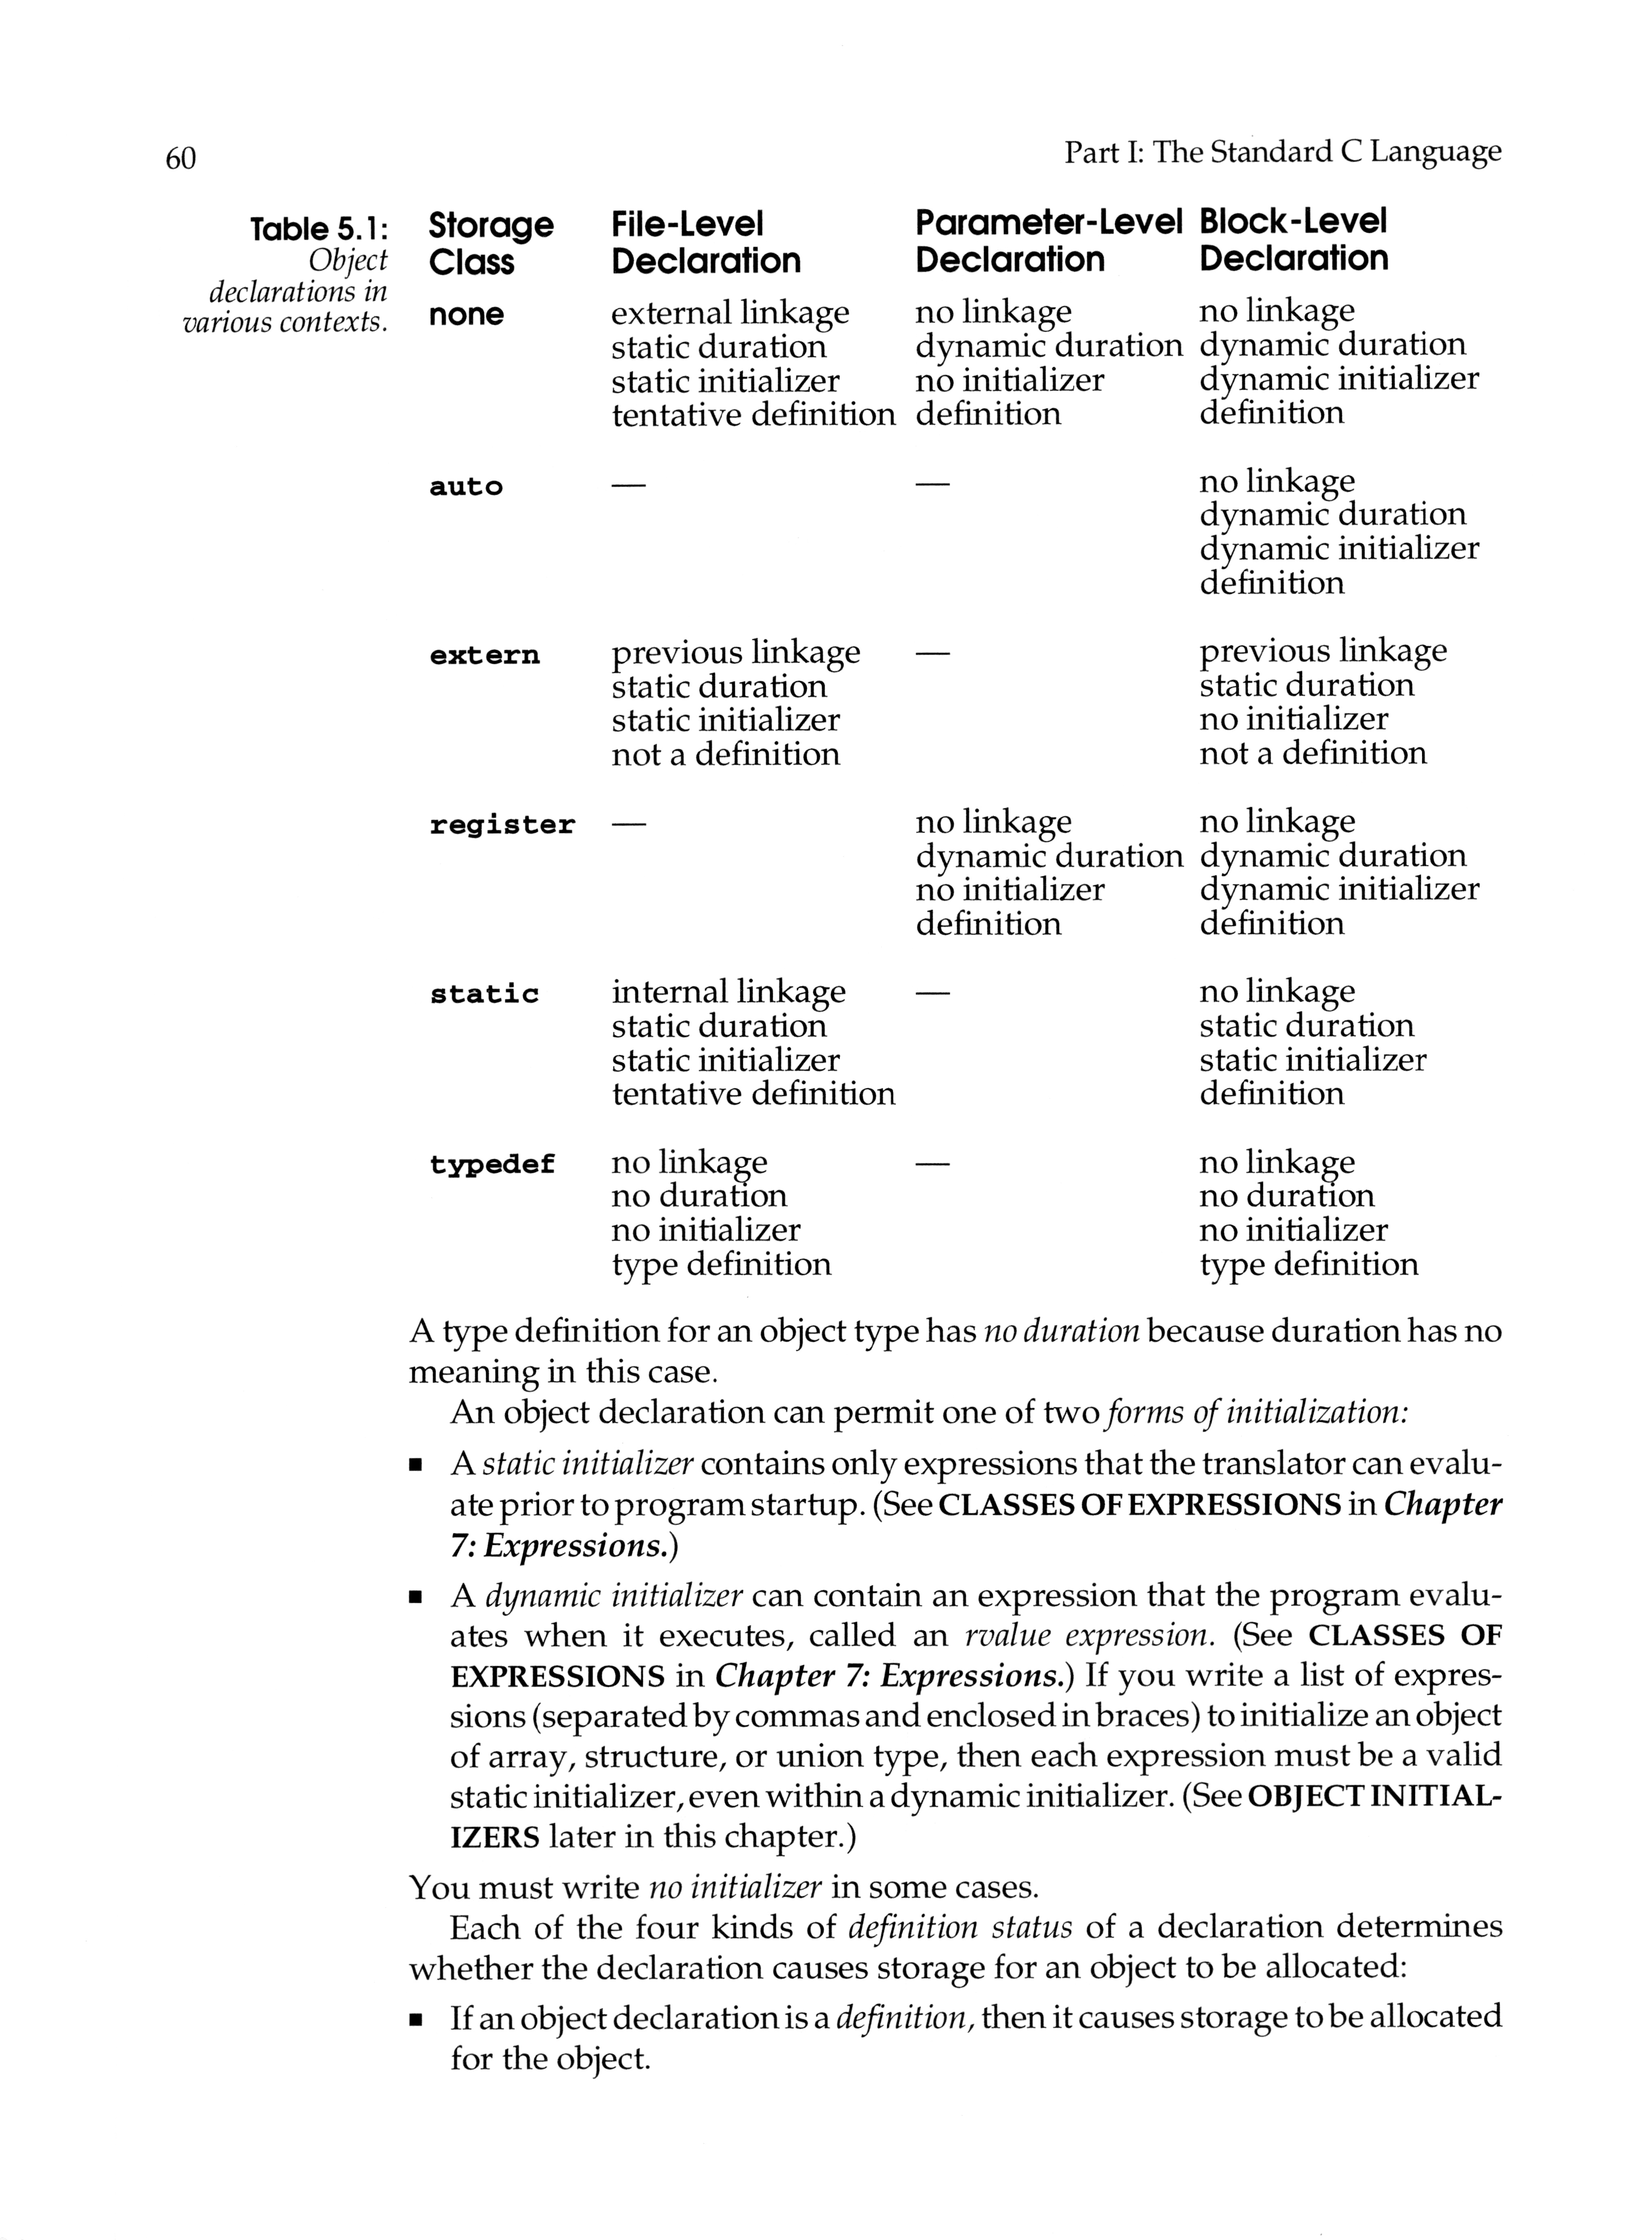 60
Part I: The Standard C Language
Table 5.1:
Object
declarations in
various contexts.
Storage Class
File-Level Declaration
Parameter-Level Declaration
Block-Level Declaration
none
external linkage
static duration
static initializer
tentative definition
no linkage
dynamic duration
no initializer
definition
no linkage
dynamic duration
dynamic initializer
definition
auto
—
—
no linkage
dynamic duration
dynamic initializer
definition
extern
previous linkage
static duration
static initializer
not a definition
—
previous linkage
static duration
no initializer
not a definition
register
—
no linkage
dynamic duration
no initializer
definition
no linkage
dynamic duration
dynamic initializer
definition
static
internal linkage
static duration
static initializer
tentative definition
—
no linkage
static duration
static initializer
definition
typedef
no linkage
no duration
no initializer
type definition
—
no linkage
no duration
no initializer
type definition
A type definition for an object type has no duration because duration has no
meaning in this case.
An object declaration can permit one of two forms of initialization:
■ A static initializer contains only expressions that the translator can evalu-
ate prior to program startup. (See CLASSES OF EXPRESSIONS in Chapter
7: Expressions.)
■ A dynamic initializer can contain an expression that the program evalu-
ates when it executes, called an rvalue expression. (See CLASSES OF
EXPRESSIONS in Chapter 7: Expressions.) If you write a list of expres-
sions (separated by commas and enclosed in braces) to initialize an object
of array, structure, or union type, then each expression must be a valid
static initializer, even within a dynamic initializer. (See OBJECT INITIAL-
IZERS later in this chapter.)
You must write no initializer in some cases.
Each of the four kinds of definition status of a declaration determines
whether the declaration causes storage for an object to be allocated:
■ If an object declaration is a definition, then it causes storage to be allocated
for the object.